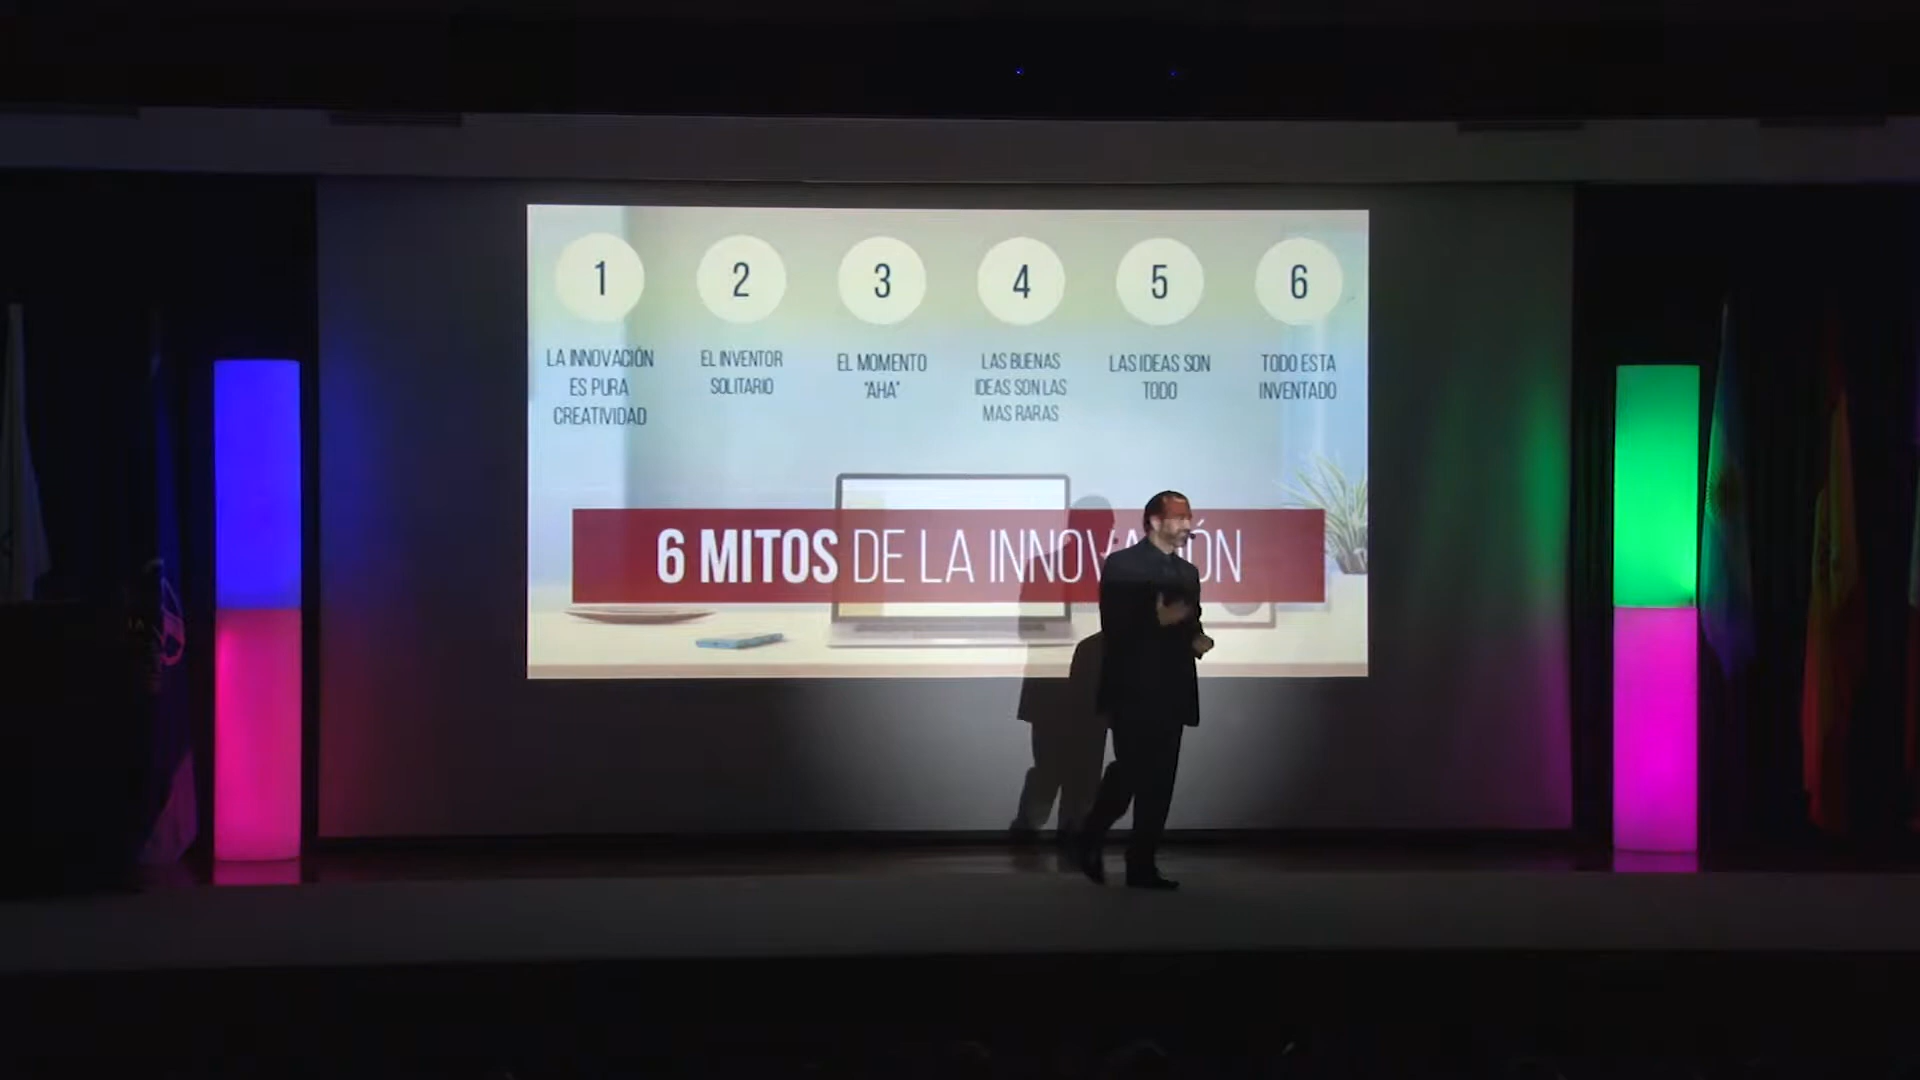 1
2
3
4
5
6
LA INNOVACIÓN
ES PURA
CREATIVIDAD
EL INVENTOR
SOLITARIO
EL MOMENTO
"AHA"
LAS BUENAS
IDEAS SON LAS
MAS RARAS
LAS IDEAS SON
TODO
TODO ESTA
INVENTADO
6 MITOS DE LA INNOVACIÓN